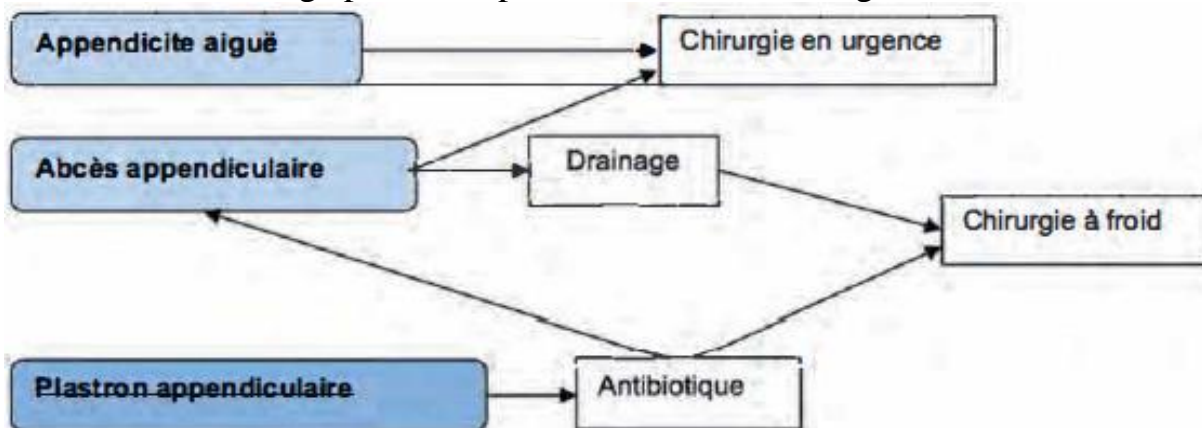 Appendicite aiguë
Chirurgie en urgence
Abcès appendiculaire
Drainage
Chirurgie à froid
Plastron appendiculaire
Antibiotique